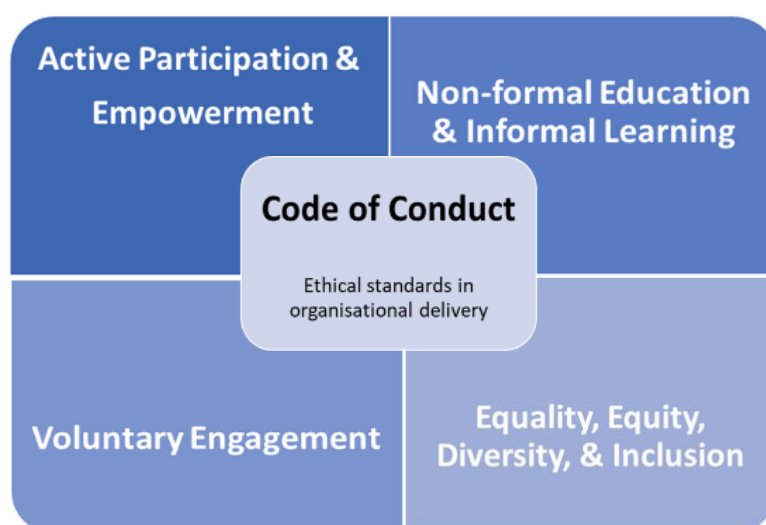 Active Participation &
Empowerment
Non-formal Education
& Informal Learning
Code of Conduct
Ethical standards in
organisational delivery
Voluntary Engagement
Equality, Equity,
Diversity, & Inclusion